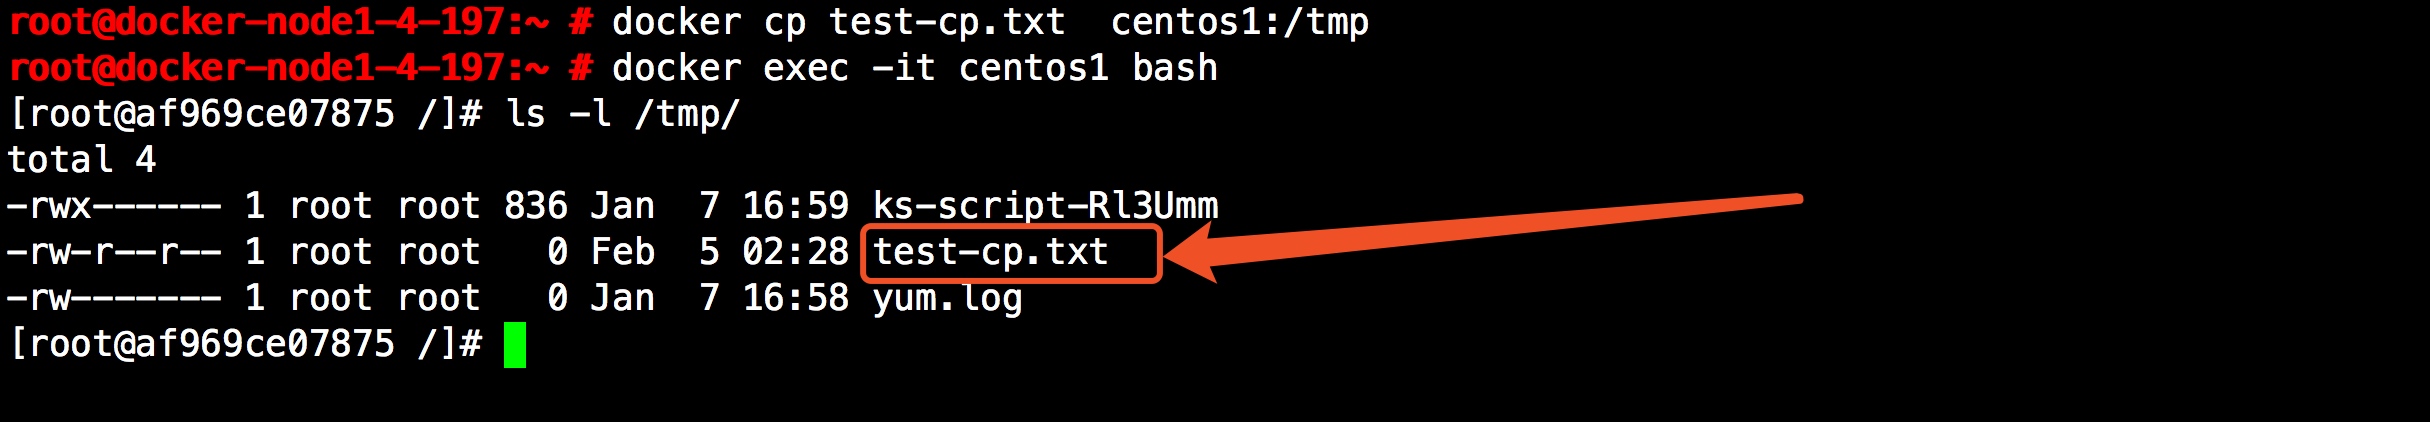 root@docker-node1-4-197:~ # docker cp test-cp.txt  centos1:/tmp
root@docker-node1-4-197:~ # docker exec -it centos1 bash
[root@af969ce07875 /]# ls -l /tmp/
total 4
-rwx------ 1 root root 836 Jan  7 16:59 ks-script-Rl3Umm
-rw-r--r-- 1 root root   0 Feb  5 02:28 test-cp.txt
-rw------- 1 root root   0 Jan  7 16:58 yum.log
[root@af969ce07875 /]#